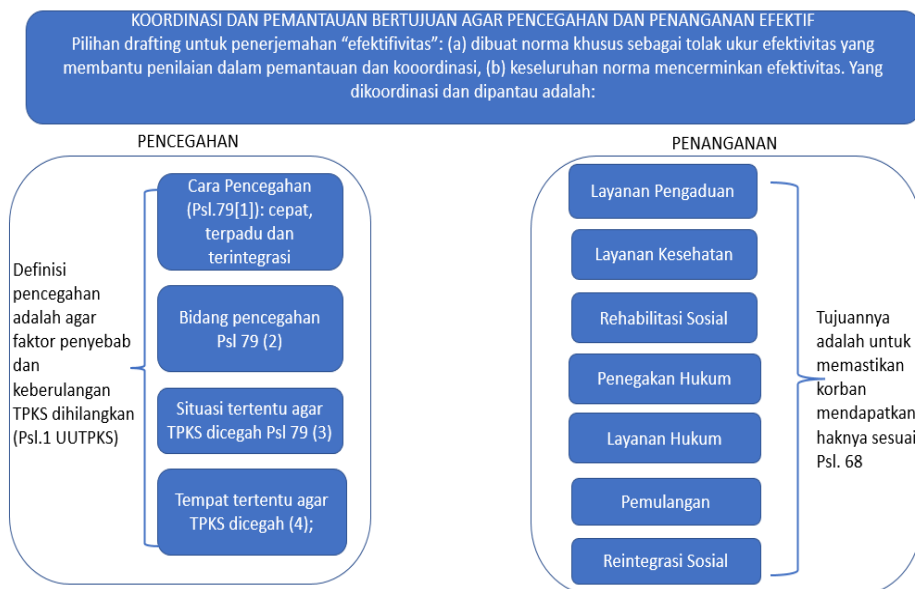 KOORDINASI DAN PEMANTAUAN BERTUJUAN AGAR PENCEGAHAN DAN PENANGANAN EFEKTIF
Pilihan drafting untuk penerjemahan “efektifivitas”: (a) dibuat norma khusus sebagai tolak ukur efektivitas yang
membantu penilaian dalam pemantauan dan kooordinasi, (b) keseluruhan norma mencerminkan efektivitas. Yang
dikoordinasi dan dipantau adalah:
PENCEGAHAN
Definisi
pencegahan
adalah agar
faktor penyebab
dan
keberulangan
TPKS dihilangkan
(Psl.1 UUTPKS)
Cara Pencegahan
(Psl.79[1]): cepat,
terpadu dan
terintegrasi
Bidang pencegahan
Psl 79 (2)
Situasi tertentu agar
TPKS dicegah Psl 79 (3)
Tempat tertentu agar
TPKS dicegah (4);
PENANGANAN
Layanan Pengaduan
Layanan Kesehatan
Rehabilitasi Sosial
Penegakan Hukum
Layanan Hukum
Pemulangan
Reintegrasi Sosial
Tujuannya
adalah untuk
memastikan
korban
mendapatkan
haknya sesuai
Psl. 68